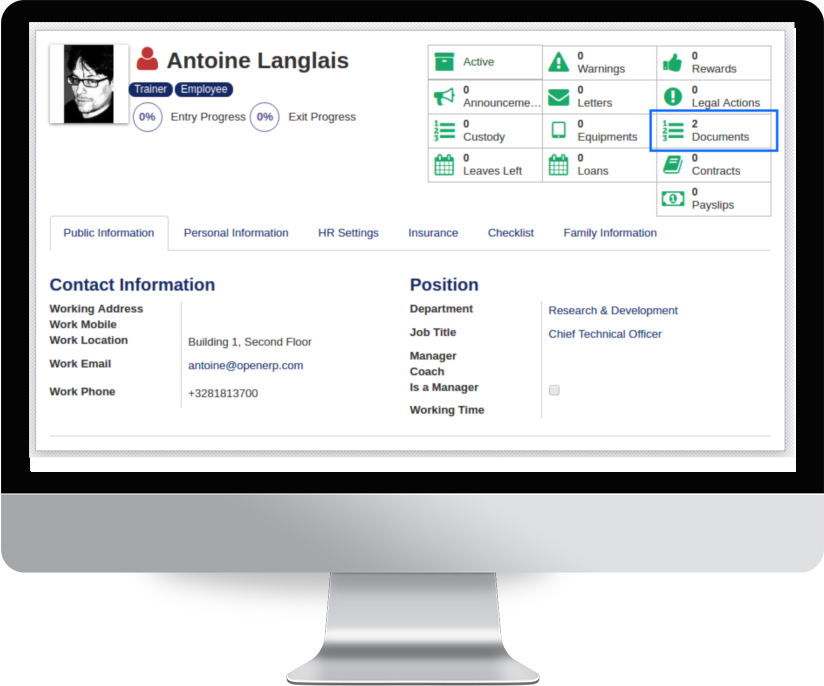 Antoine Langlais
Trainer Employee
0% Entry Progress 0% Exit Progress
Active
0 Warnings
0 Rewards
0 Announceme...
0 Letters
0 Legal Actions
0 Custody
0 Equipments
2 Documents
0 Leaves Left
0 Loans
0 Contracts
0 Payslips
Public Information Personal Information HR Settings Insurance Checklist Family Information
Contact Information
Working Address
Work Mobile
Work Location Building 1, Second Floor
Work Email antoine@openerp.com
Work Phone +3281813700
Position
Department Research & Development
Job Title Chief Technical Officer
Manager
Coach
Is a Manager
Working Time